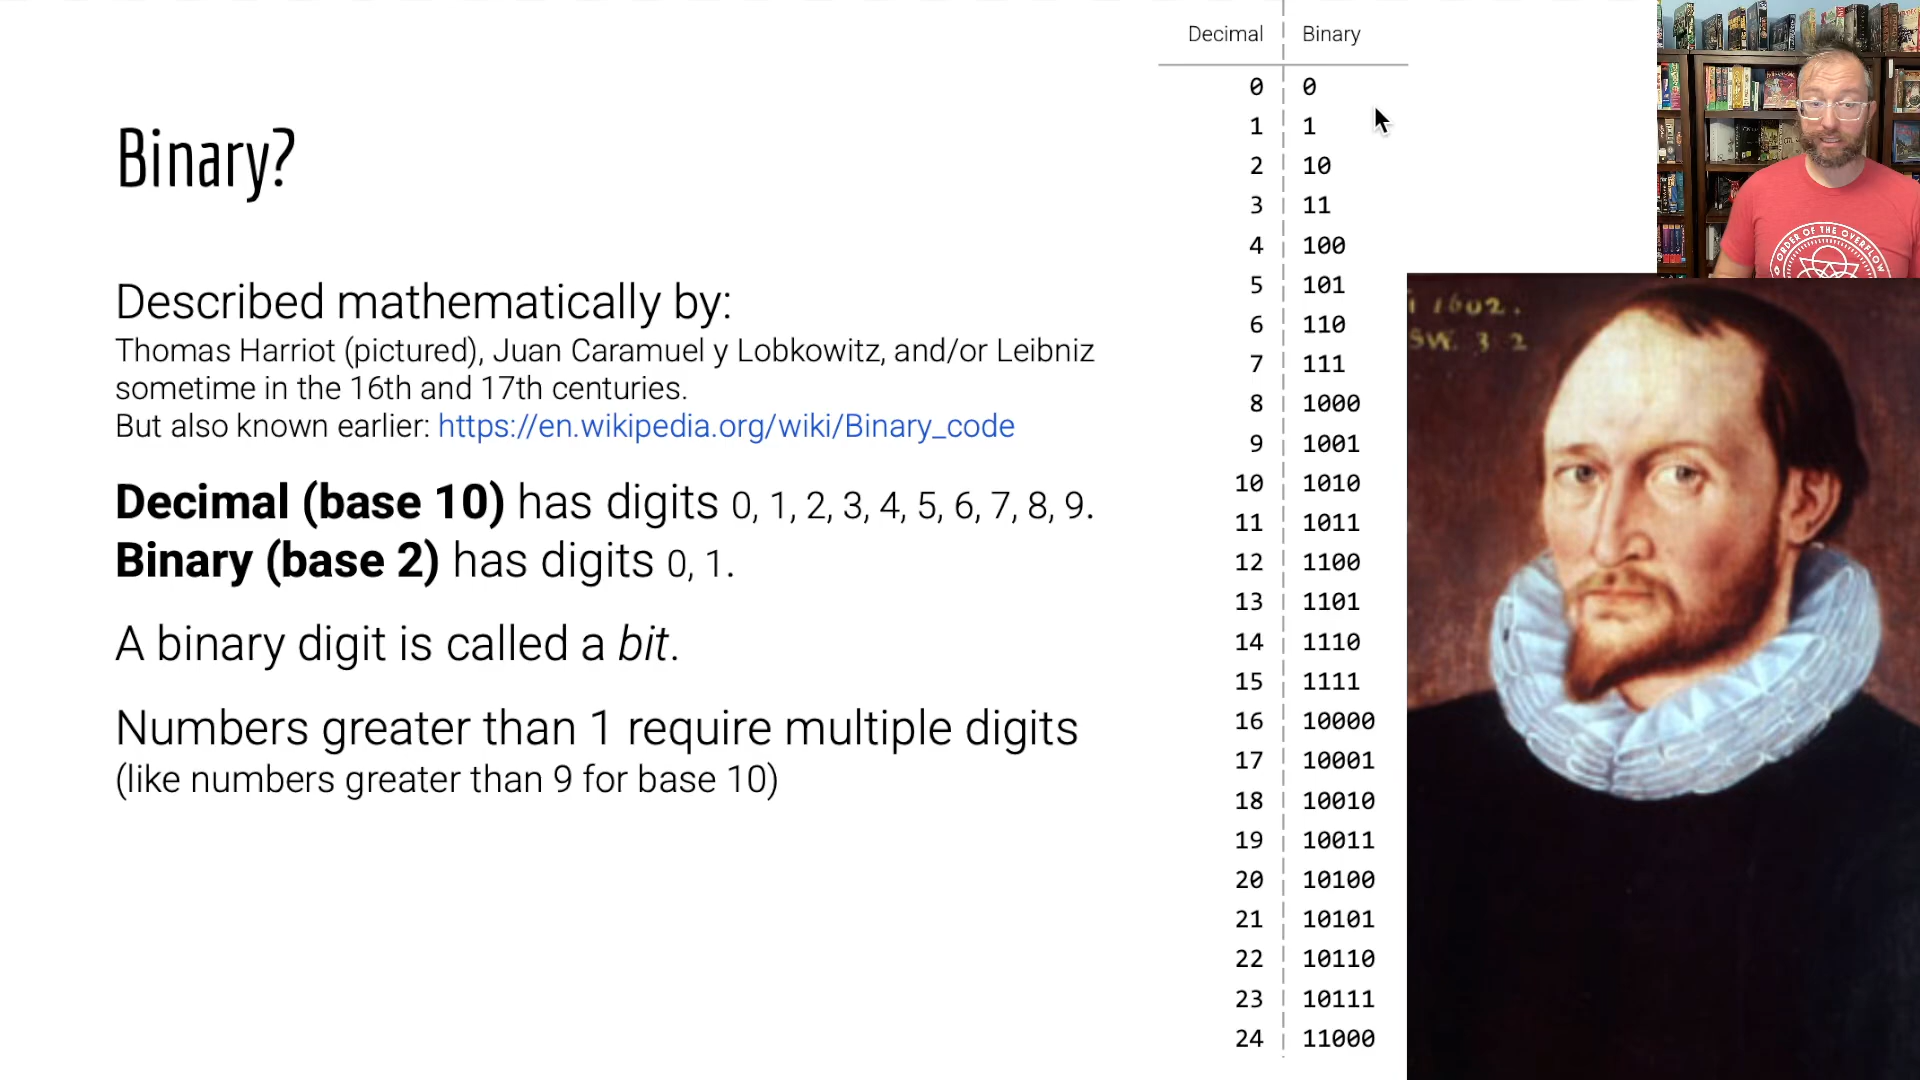 Binary?
Described mathematically by:
Thomas Harriot (pictured), Juan Caramuel y Lobkowitz, and/or Leibniz
sometime in the 16th and 17th centuries.
But also known earlier: https://en.wikipedia.org/wiki/Binary_code
Decimal (base 10) has digits 0, 1, 2, 3, 4, 5, 6, 7, 8, 9.
Binary (base 2) has digits 0, 1.
A binary digit is called a bit.
Numbers greater than 1 require multiple digits
(like numbers greater than 9 for base 10)
Decimal Binary
0 0
1 1
2 10
3 11
4 100
5 101
6 110
7 111
8 1000
9 1001
10 1010
11 1011
12 1100
13 1101
14 1110
15 1111
16 10000
17 10001
18 10010
19 10011
20 10100
21 10101
22 10110
23 10111
24 11000
ORDER OF THE OVERFLOW
1602.
3 2